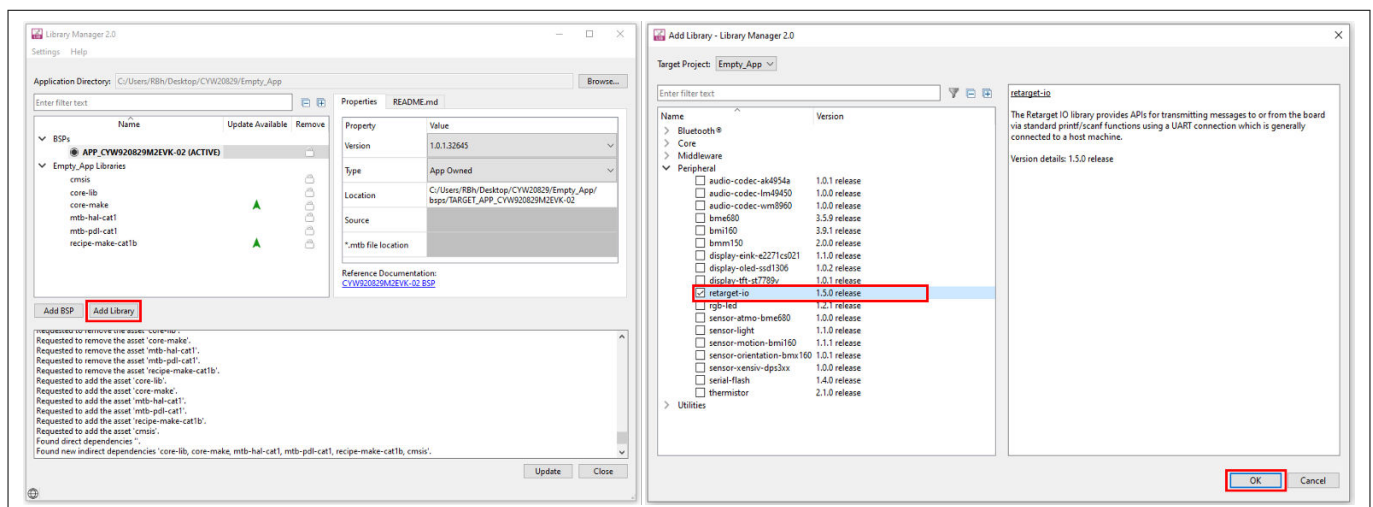 Library Manager 2.0
Settings Help
Application Directory: C:/Users/RBh/Desktop/CYW20829/Empty_App Browse...
Enter filter text
Name Update Available Remove
BSPs
APP_CYW920829M2EVK-02 (ACTIVE)
Empty_App Libraries
cmsis
core-lib
core-make
mtb-hal-cat1
mtb-pdl-cat1
recipe-make-cat1b
Properties README.md
Property Value
Version 1.0.1.32645
Type App Owned
Location C:/Users/RBh/Desktop/CYW20829/Empty_App/
bsps/TARGET_APP_CYW920829M2EVK-02
Source
*.mtb file location
Reference Documentation:
CYW920829M2EVK-02 BSP
Add BSP Add Library
Requested to remove the asset 'core-lib'.
Requested to remove the asset 'core-make'.
Requested to remove the asset 'mtb-hal-cat1'.
Requested to remove the asset 'mtb-pdl-cat1'.
Requested to remove the asset 'recipe-make-cat1b'.
Requested to add the asset 'core-lib'.
Requested to add the asset 'core-make'.
Requested to add the asset 'mtb-hal-cat1'.
Requested to add the asset 'mtb-pdl-cat1'.
Requested to add the asset 'recipe-make-cat1b'.
Requested to add the asset 'cmsis'.
Found direct dependencies ''.
Found new indirect dependencies 'core-lib, core-make, mtb-hal-cat1, mtb-pdl-cat1, recipe-make-cat1b, cmsis'.
Update Close
Add Library - Library Manager 2.0
Target Project: Empty_App
Enter filter text
Name Version
Bluetooth®
Core
Middleware
Peripheral
audio-codec-ak4954a 1.0.1 release
audio-codec-lm49450 1.0.0 release
audio-codec-wm8960 1.0.0 release
bme680 3.5.9 release
bmi160 3.9.1 release
bmm150 2.0.0 release
display-eink-e2271cs021 1.1.0 release
display-oled-ssd1306 1.0.2 release
display-tft-st7789v 1.0.1 release
retarget-io 1.5.0 release
rgb-led 1.2.1 release
sensor-atmo-bme680 1.0.0 release
sensor-light 1.1.0 release
sensor-motion-bmi160 1.1.1 release
sensor-orientation-bmx160 1.0.1 release
sensor-xensiv-dps3xx 1.0.0 release
serial-flash 1.4.0 release
thermistor 2.1.0 release
Utilities
retarget-io
The Retarget IO library provides APIs for transmitting messages to or from the board
via standard printf/scanf functions using a UART connection which is generally
connected to a host machine.
Version details: 1.5.0 release
OK Cancel